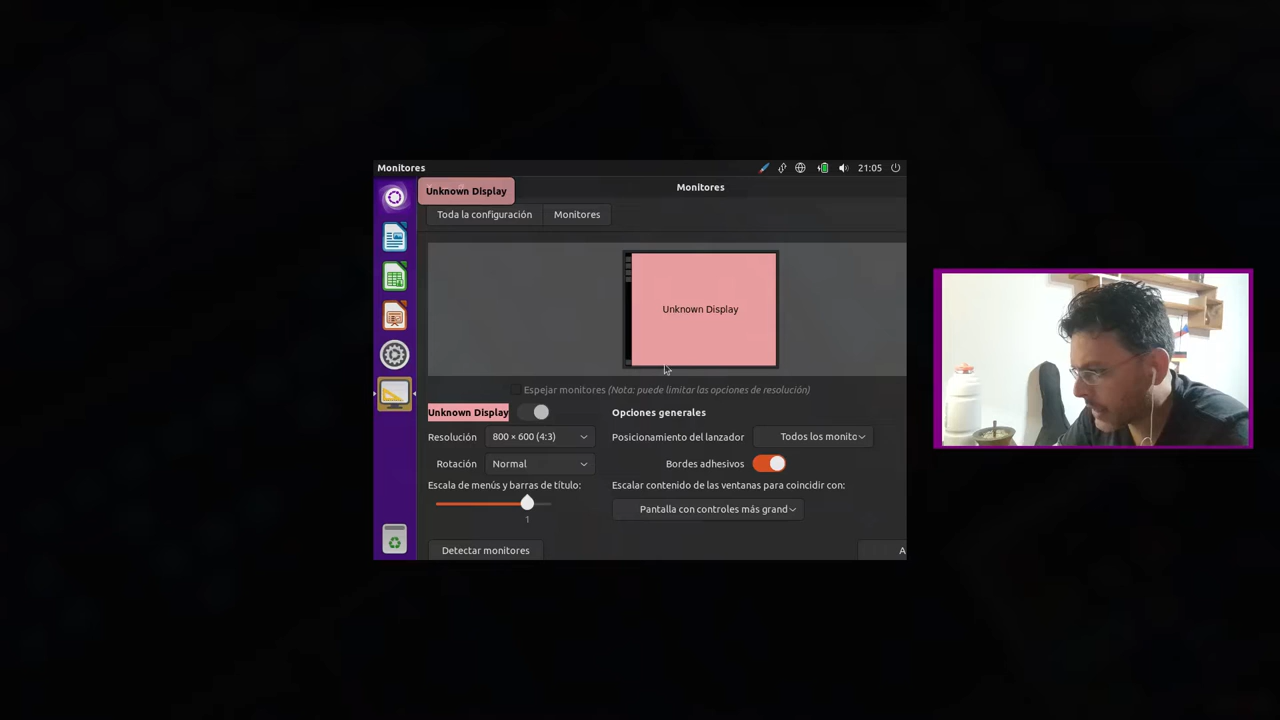 Monitores
21:05
Unknown Display
Monitores
Toda la configuración
Monitores
Unknown Display
Espejar monitores (Nota: puede limitar las opciones de resolución)
Unknown Display
Opciones generales
Resolución
800 × 600 (4:3)
Posicionamiento del lanzador
Todos los monito
Rotación
Normal
Bordes adhesivos
Escala de menús y barras de título:
Escalar contenido de las ventanas para coincidir con:
1
Pantalla con controles más grand
Detectar monitores
A